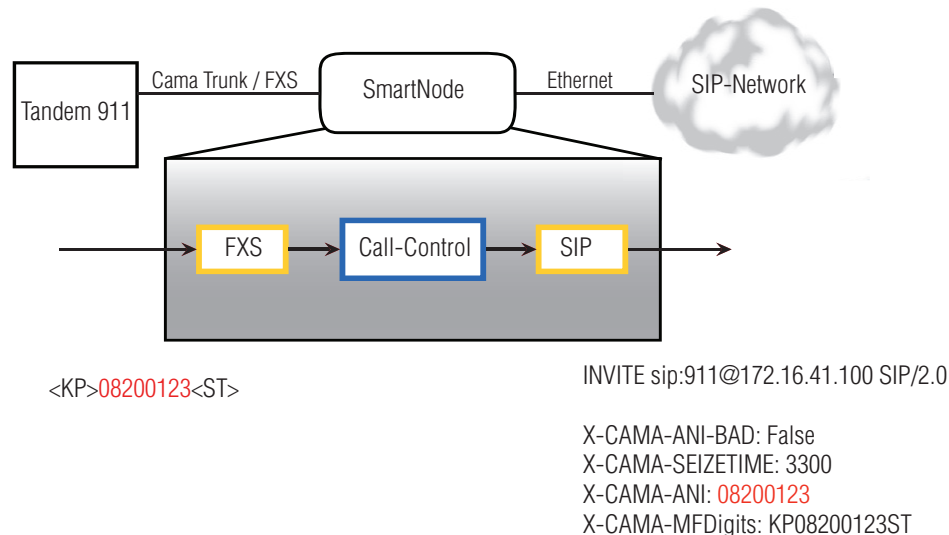 Tandem 911
Cama Trunk / FXS
SmartNode
Ethernet
SIP-Network
FXS
Call-Control
SIP
<KP>08200123<ST>
INVITE sip:911@172.16.41.100 SIP/2.0
X-CAMA-ANI-BAD: False
X-CAMA-SEIZETIME: 3300
X-CAMA-ANI: 08200123
X-CAMA-MFDigits: KP08200123ST